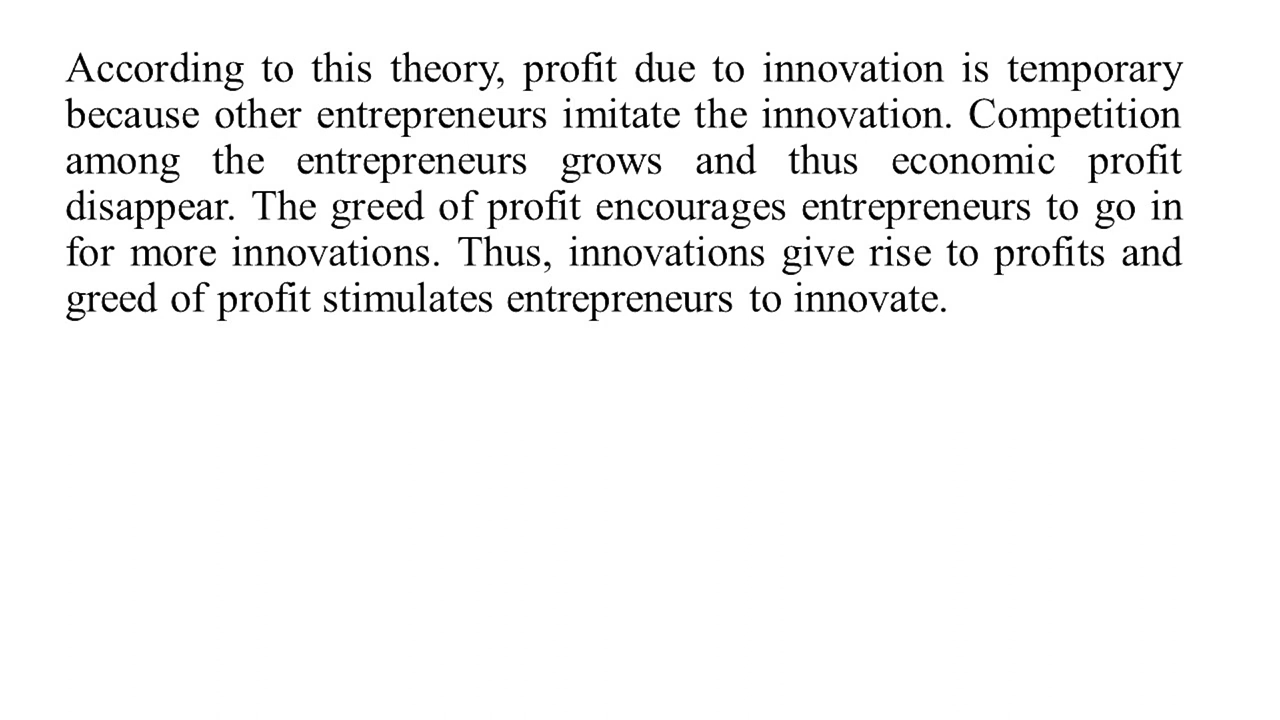 According to this theory, profit due to innovation is temporary
because other entrepreneurs imitate the innovation. Competition
among the entrepreneurs grows and thus economic profit
disappear. The greed of profit encourages entrepreneurs to go in
for more innovations. Thus, innovations give rise to profits and
greed of profit stimulates entrepreneurs to innovate.